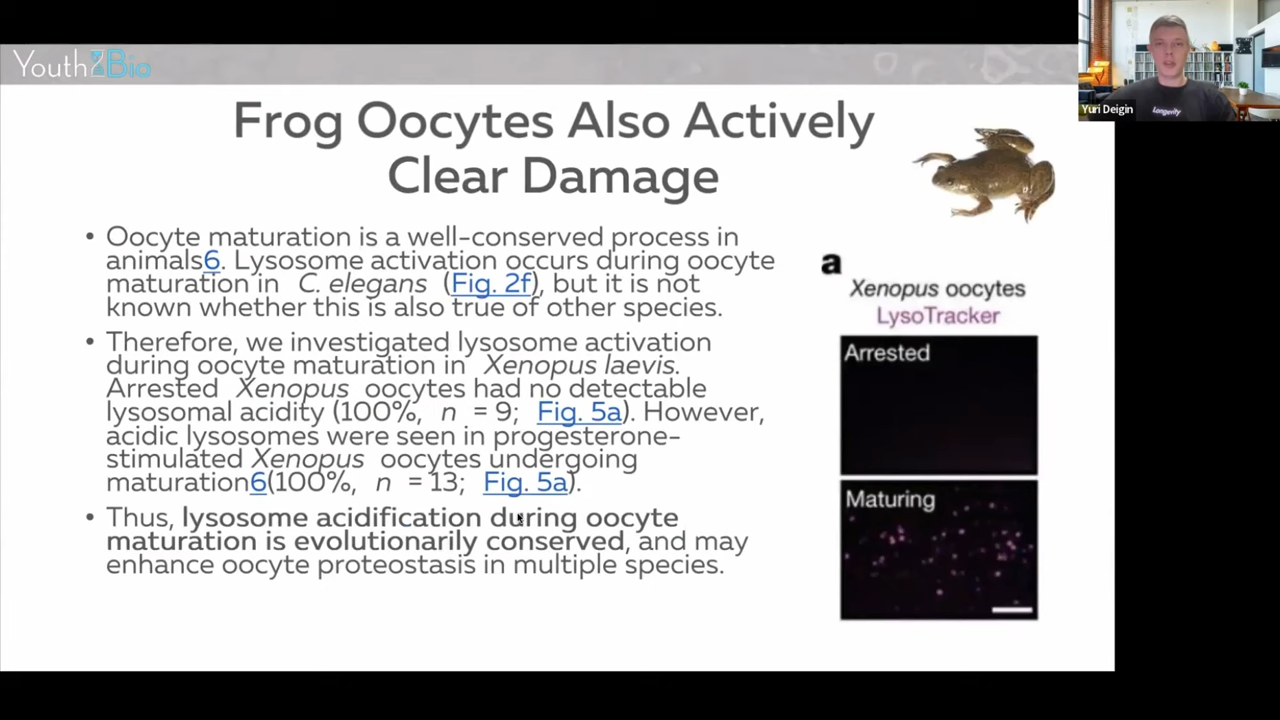 Youth Bio
Yuri Deigin
Longevity
Frog Oocytes Also Actively
Clear Damage
• Oocyte maturation is a well-conserved process in
animals6. Lysosome activation occurs during oocyte
maturation in C. elegans (Fig. 2f), but it is not
known whether this is also true of other species.
• Therefore, we investigated lysosome activation
during oocyte maturation in Xenopus laevis.
Arrested Xenopus oocytes had no detectable
lysosomal acidity (100%, n = 9; Fig. 5a). However,
acidic lysosomes were seen in progesterone-
stimulated Xenopus oocytes undergoing
maturation6(100%, n = 13; Fig. 5a).
• Thus, lysosome acidification during oocyte
maturation is evolutionarily conserved, and may
enhance oocyte proteostasis in multiple species.
a
Xenopus oocytes
LysoTracker
Arrested
Maturing